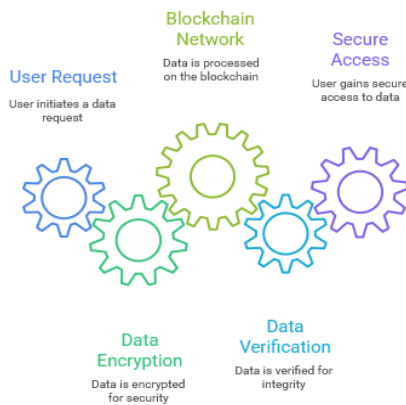 User Request
User initiates a data
request
Blockchain
Network
Data is processed
on the blockchain
Secure
Access
User gains secure
access to data
Data
Encryption
Data is encrypted
for security
Data
Verification
Data is verified for
integrity